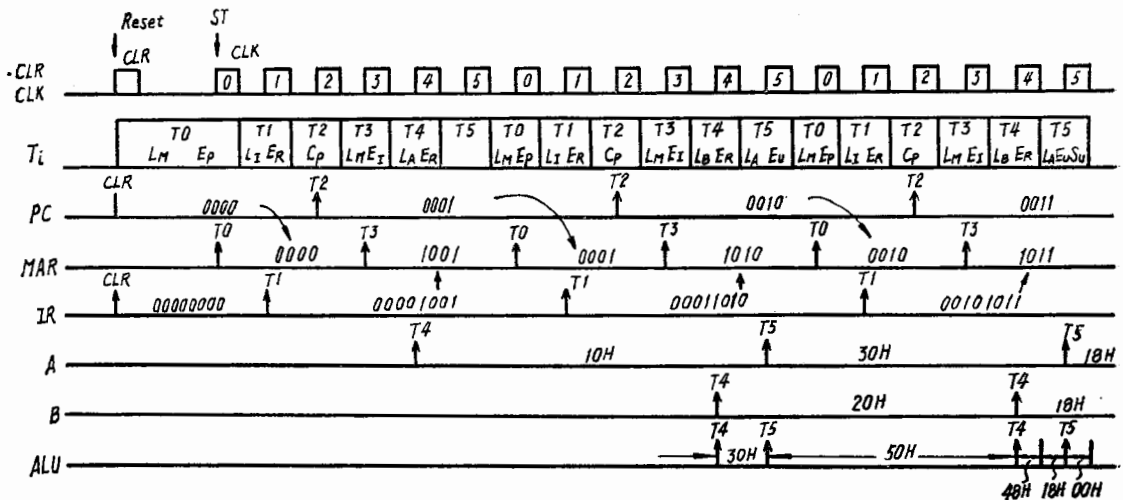 Reset ST
CLR CLK
CLR
CLK
0 1 2 3 4 5 0 1 2 3 4 5 0 1 2 3 4 5
Ti
T0 T1 T2 T3 T4 T5 T0 T1 T2 T3 T4 T5 T0 T1 T2 T3 T4 T5
LM EP LI ER CP LM EI LA ER LM EP LI ER CP LM EI LB ER LA EU LM EP LI ER CP LM EI LB ER LA EU SU
CLR T2 T2 T2
PC 0000 0001 0010 0011
T0 T3 T0 T3 T0 T3
MAR 0000 1001 0001 1010 0010 1011
CLR T1 T1 T1
IR 00000000 00001001 00011010 00101011
T4 T5 T5
A 10H 30H 18H
T4 T4
B 20H 18H
T4 T5 T4 T5
ALU 30H 50H
48H 18H 00H